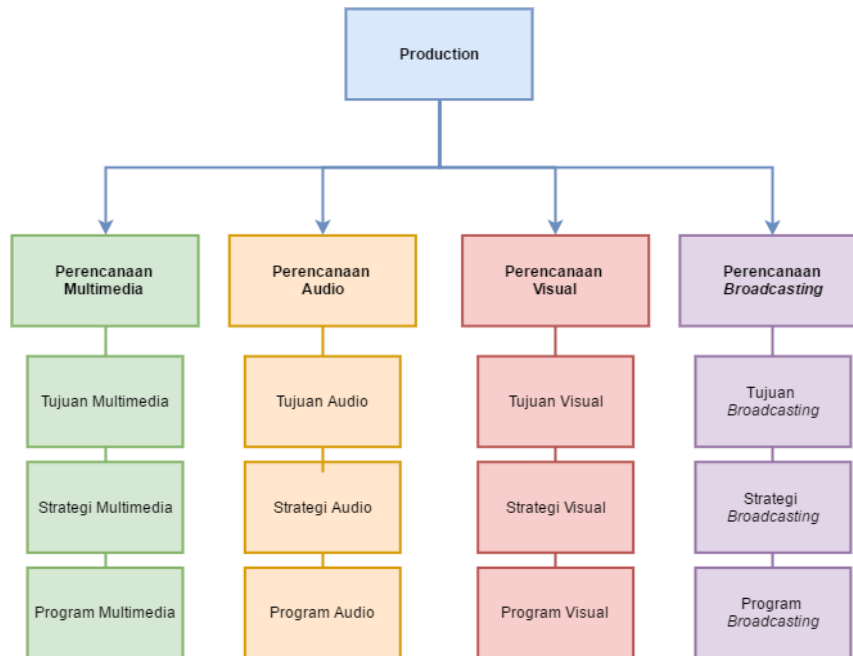 Production
Perencanaan
Multimedia
Perencanaan
Audio
Perencanaan
Visual
Perencanaan
Broadcasting
Tujuan Multimedia
Tujuan Audio
Tujuan Visual
Tujuan
Broadcasting
Strategi Multimedia
Strategi Audio
Strategi Visual
Strategi
Broadcasting
Program Multimedia
Program Audio
Program Visual
Program
Broadcasting